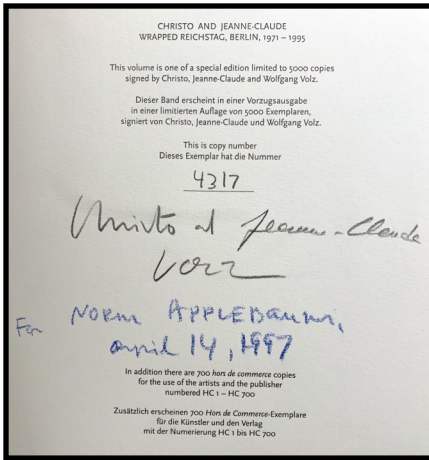 CHRISTO AND JEANNE-CLAUDE
WRAPPED REICHSTAG, BERLIN, 1971 – 1995
This volume is one of a special edition limited to 5000 copies
signed by Christo, Jeanne-Claude and Wolfgang Volz.
Dieser Band erscheint in einer Vorzugsausgabe
in einer limitierten Auflage von 5000 Exemplaren,
signiert von Christo, Jeanne-Claude und Wolfgang Volz.
This is copy number
Dieses Exemplar hat die Nummer
4317
Christo and Jeanne-Claude
Volz
For NORM APPLEBAUM,
april 14, 1997
In addition there are 700 hors de commerce copies
for the use of the artists and the publisher
numbered HC 1 – HC 700
Zusätzlich erscheinen 700 Hors de Commerce-Exemplare
für die Künstler und den Verlag
mit der Numerierung HC 1 bis HC 700